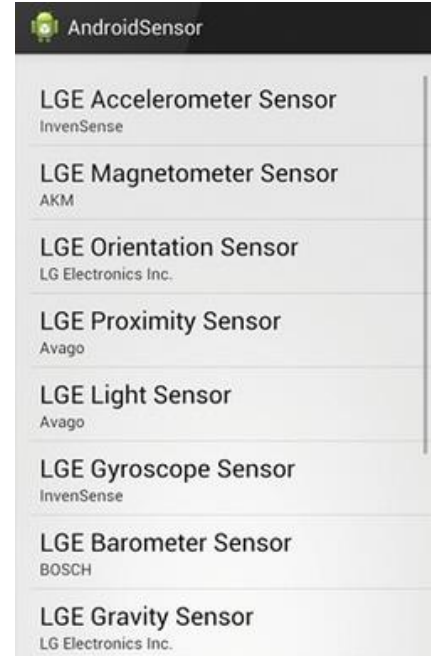 AndroidSensor
LGE Accelerometer Sensor
InvenSense
LGE Magnetometer Sensor
AKM
LGE Orientation Sensor
LG Electronics Inc.
LGE Proximity Sensor
Avago
LGE Light Sensor
Avago
LGE Gyroscope Sensor
InvenSense
LGE Barometer Sensor
BOSCH
LGE Gravity Sensor
LG Electronics Inc.